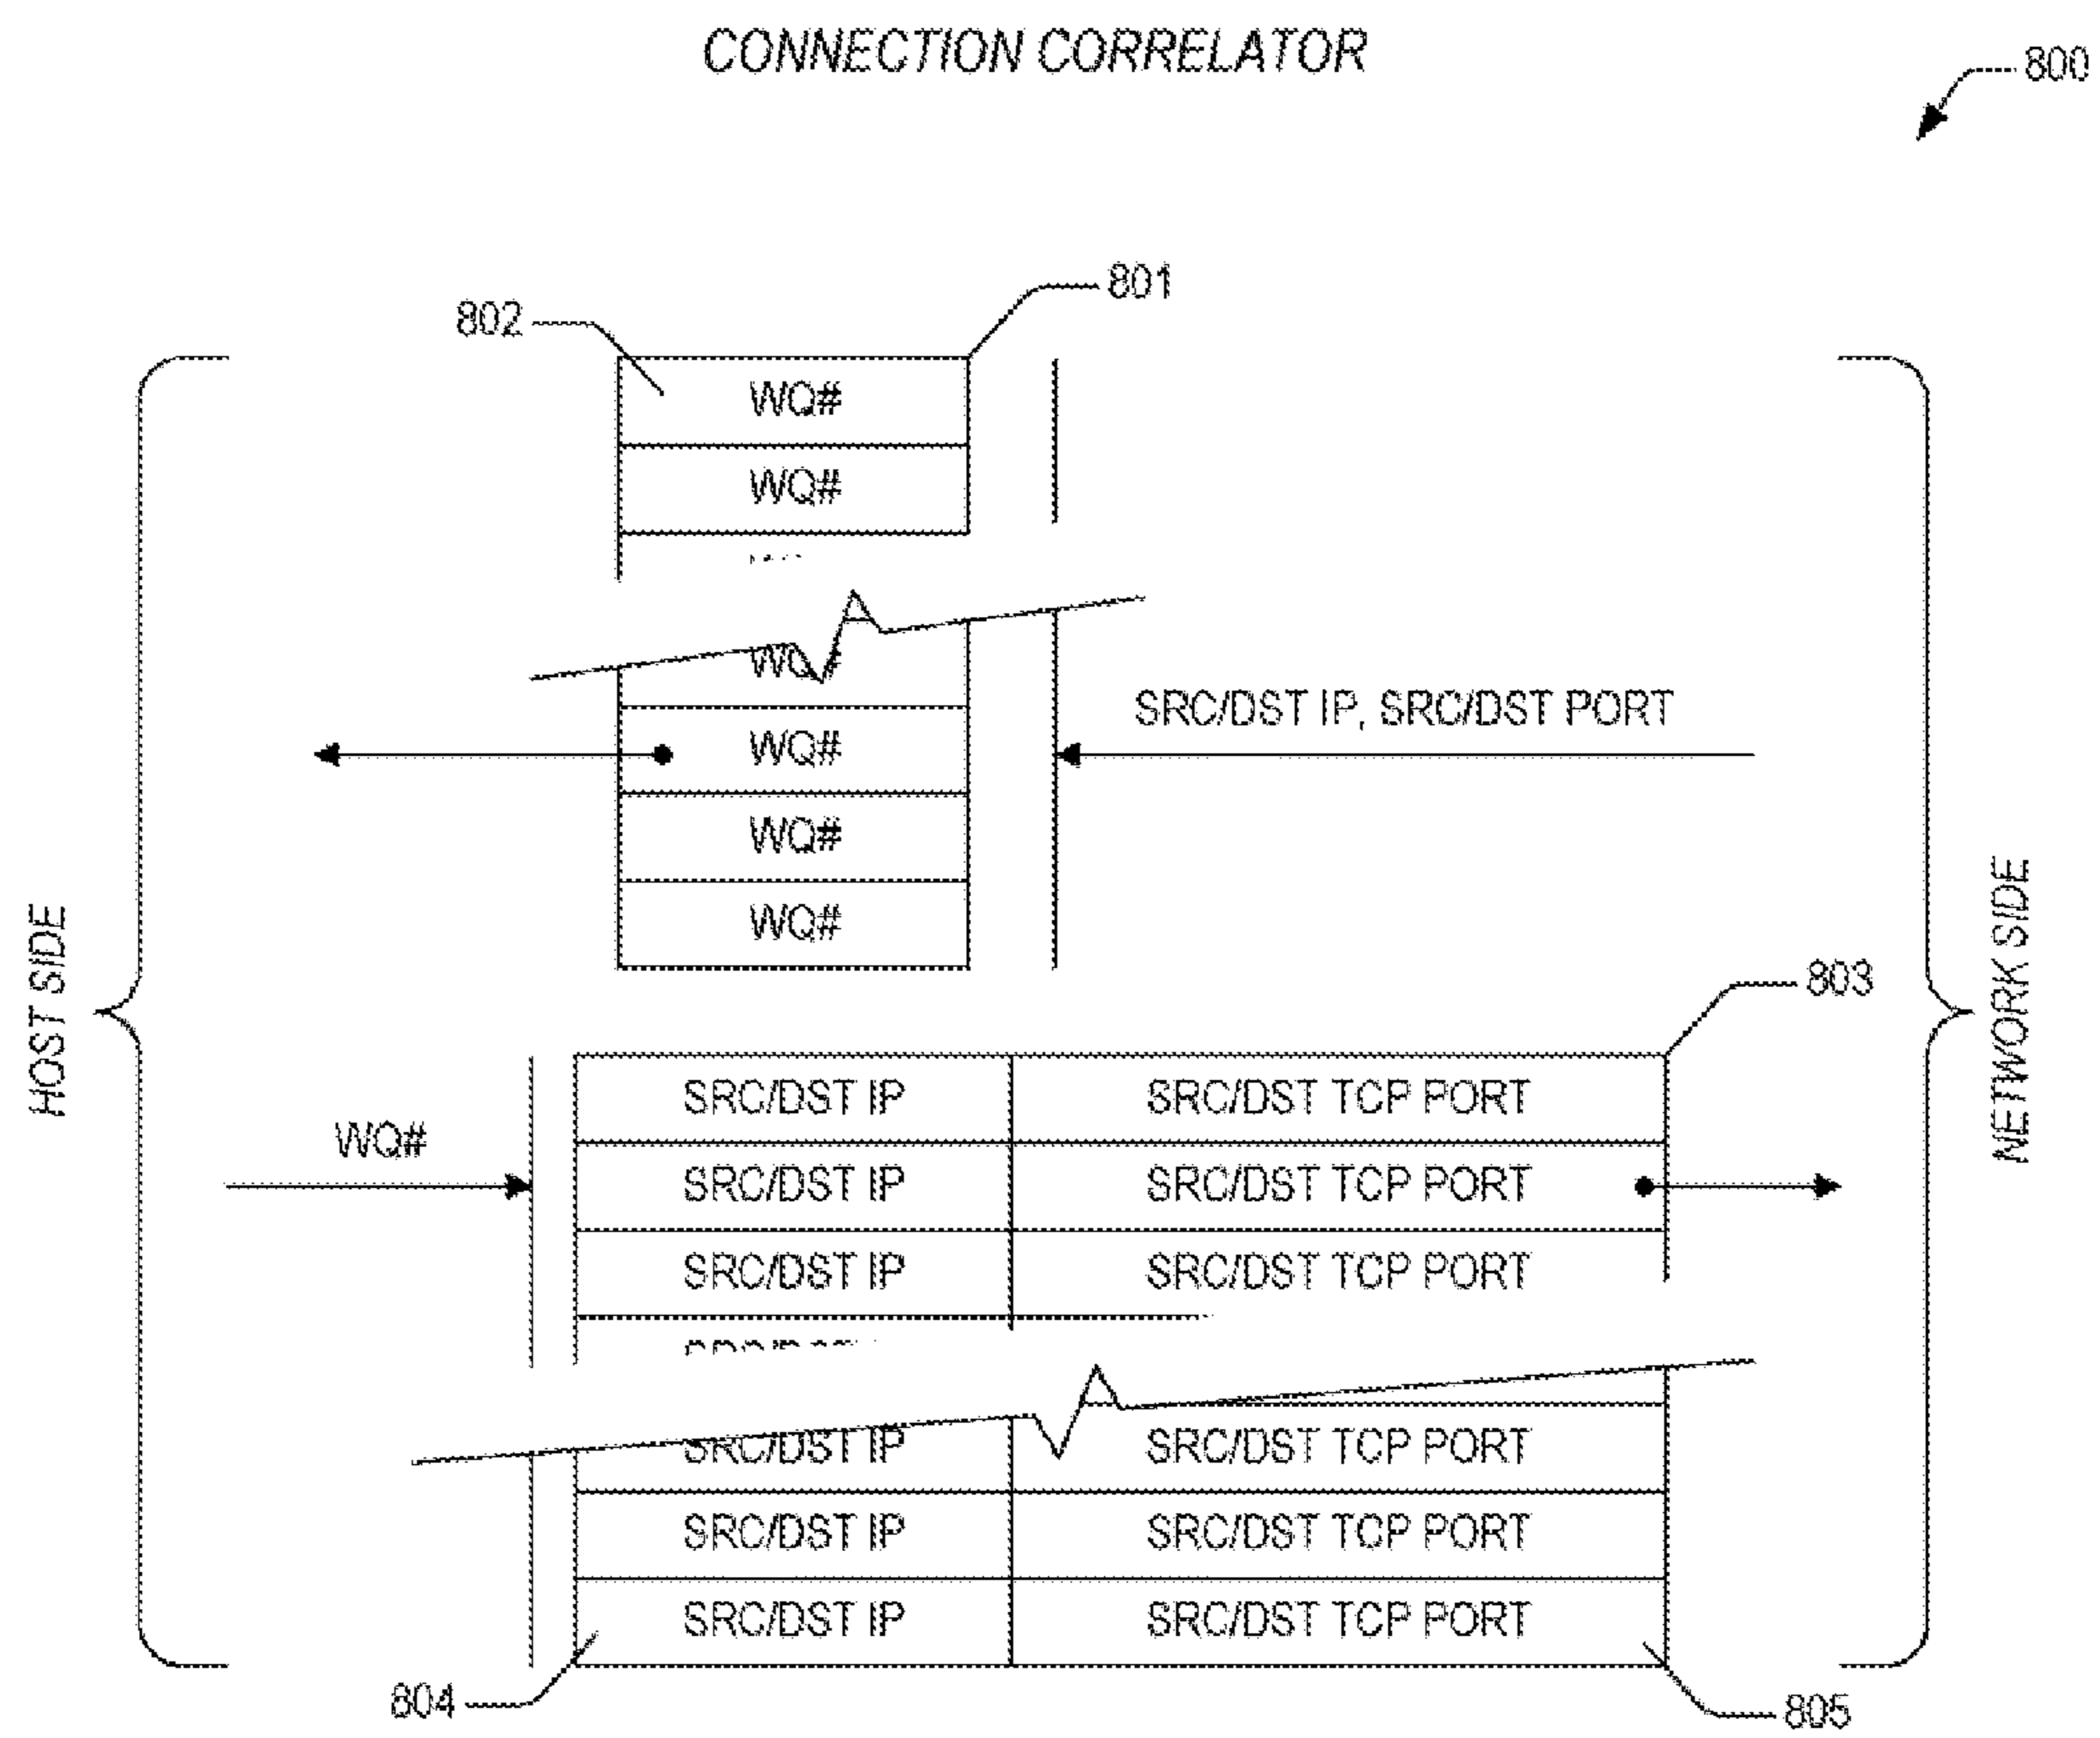 CONNECTION CORRELATOR
800
801
802
WQ#
WQ#
WQ#
SRC/DST IP, SRC/DST PORT
WQ#
WQ#
WQ#
HOST SIDE
NETWORK SIDE
803
SRC/DST IP SRC/DST TCP PORT
WQ#
SRC/DST IP SRC/DST TCP PORT
SRC/DST IP SRC/DST TCP PORT
SRC/DST IP SRC/DST TCP PORT
SRC/DST IP SRC/DST TCP PORT
SRC/DST IP SRC/DST TCP PORT
804
805